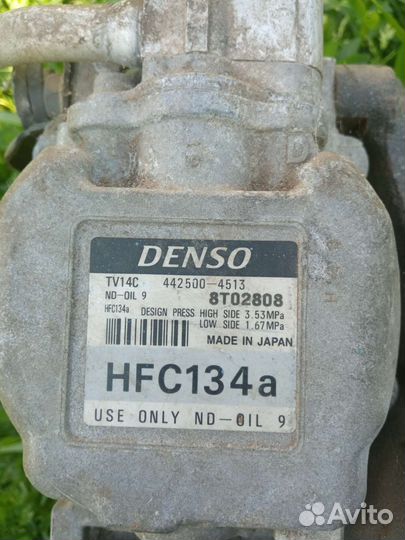 D
DENSO
TV14C 442500-4513
ND-OIL 9 8T02808
HFC134a DESIGN PRESS HIGH SIDE 3.53MPa
LOW SIDE 1.67MPa
MADE IN JAPAN
HFC134a
USE ONLY ND-OIL 9
Avito